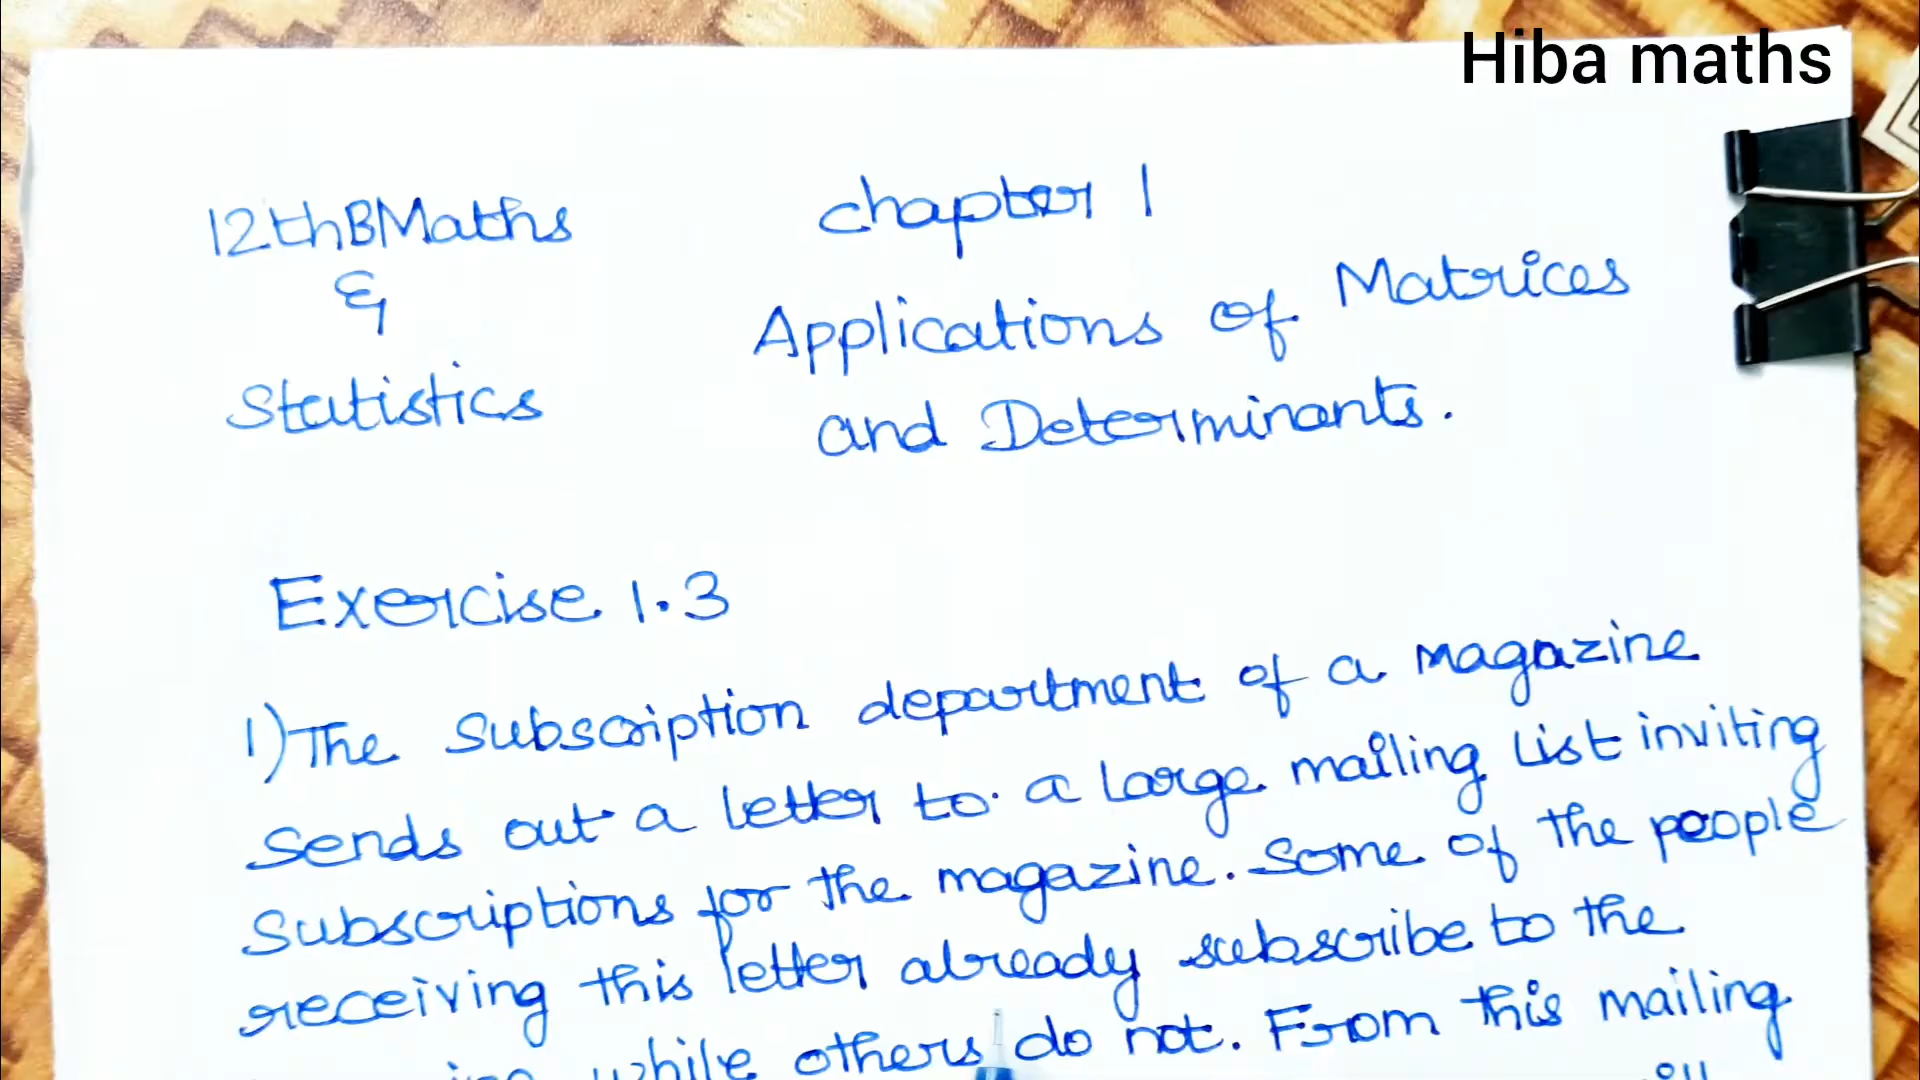 Hiba maths
12thBMaths
&
Statistics
chapter 1
Applications of Matrices
and Determinants.
Exercise 1.3
1) The Subscription department of a magazine
sends out a letter to a large mailing list inviting
subscriptions for the magazine. Some of the people
receiving this letter already subscribe to the
while others do not. From this mailing